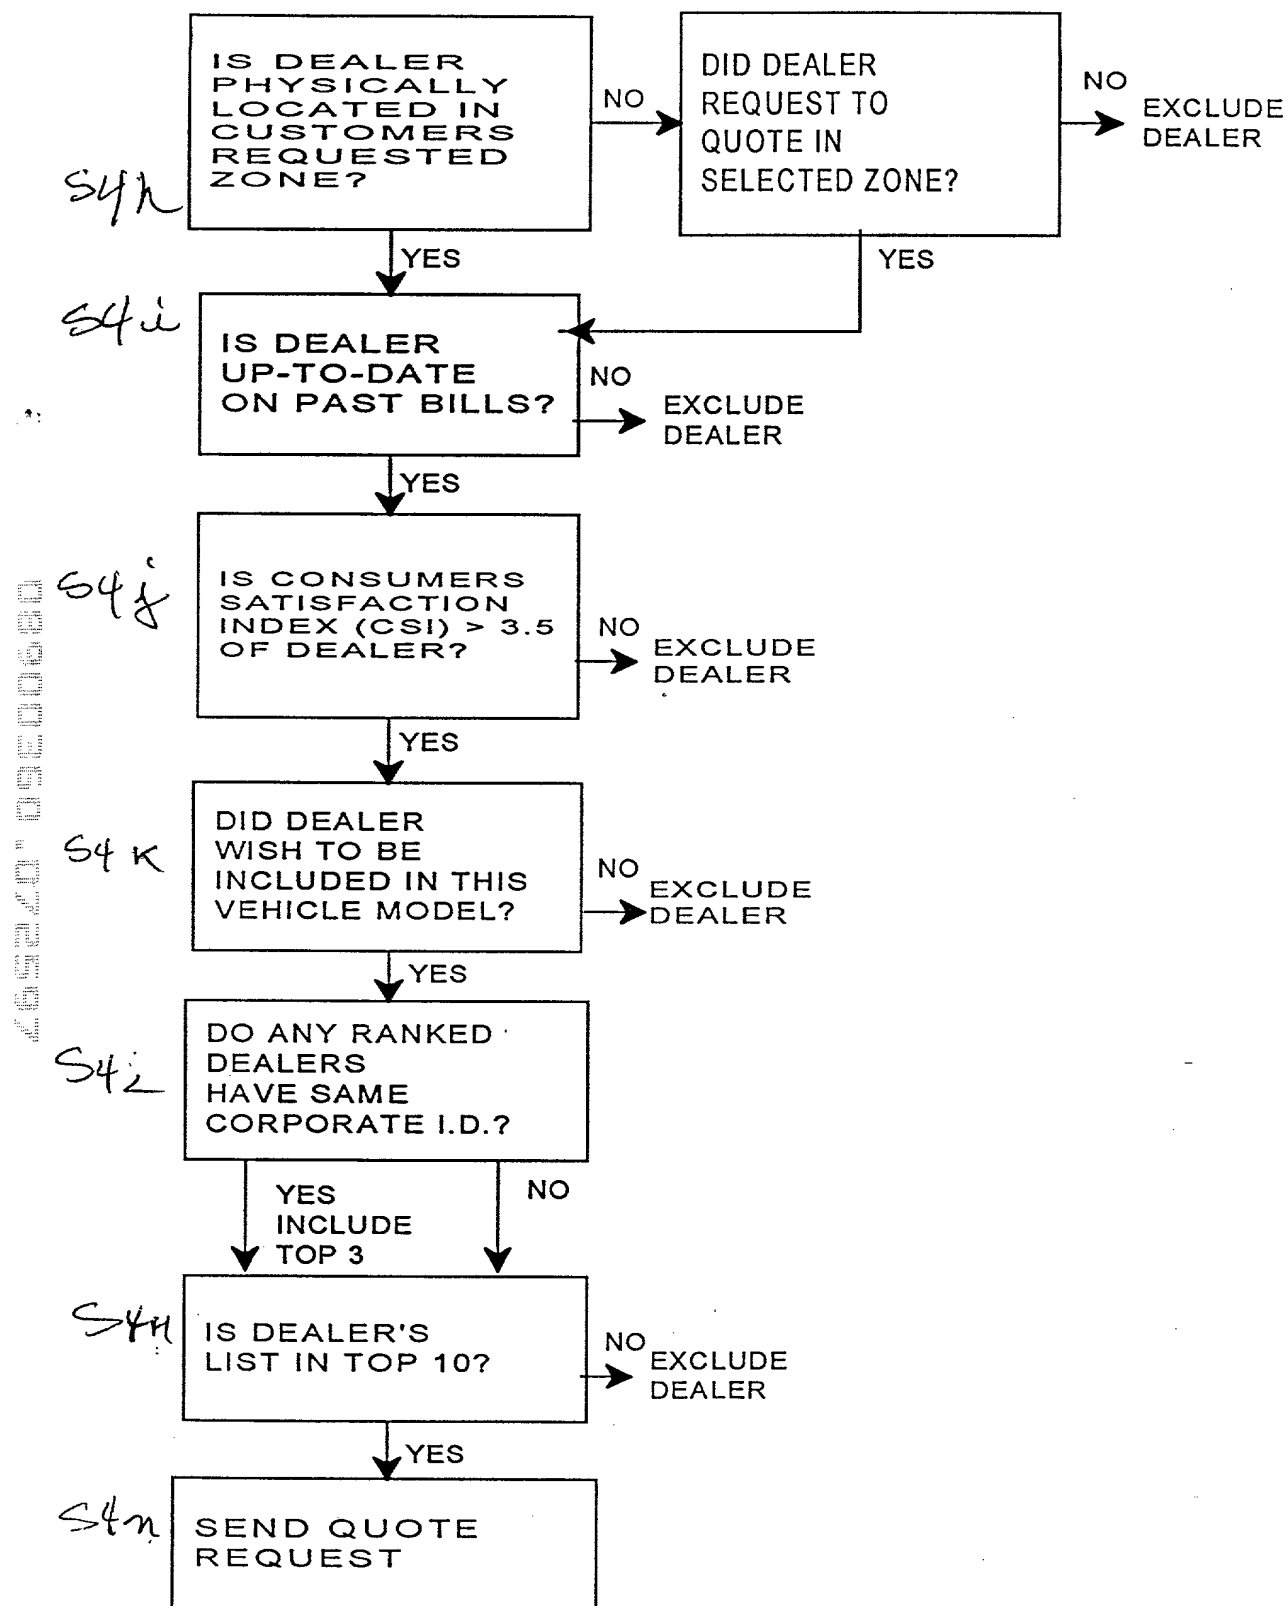 IS DEALER
PHYSICALLY
LOCATED IN
CUSTOMERS
REQUESTED
ZONE?
NO
DID DEALER
REQUEST TO
QUOTE IN
SELECTED ZONE?
NO
EXCLUDE
DEALER
S4h
YES
YES
S4i
IS DEALER
UP-TO-DATE
ON PAST BILLS?
NO
EXCLUDE
DEALER
YES
S4j
IS CONSUMERS
SATISFACTION
INDEX (CSI) > 3.5
OF DEALER?
NO
EXCLUDE
DEALER
YES
S4K
DID DEALER
WISH TO BE
INCLUDED IN THIS
VEHICLE MODEL?
NO
EXCLUDE
DEALER
YES
DO ANY RANKED
DEALERS
HAVE SAME
CORPORATE I.D.?
YES
INCLUDE
TOP 3
NO
IS DEALER'S
LIST IN TOP 10?
NO
EXCLUDE
DEALER
YES
S4n
SEND QUOTE
REQUEST